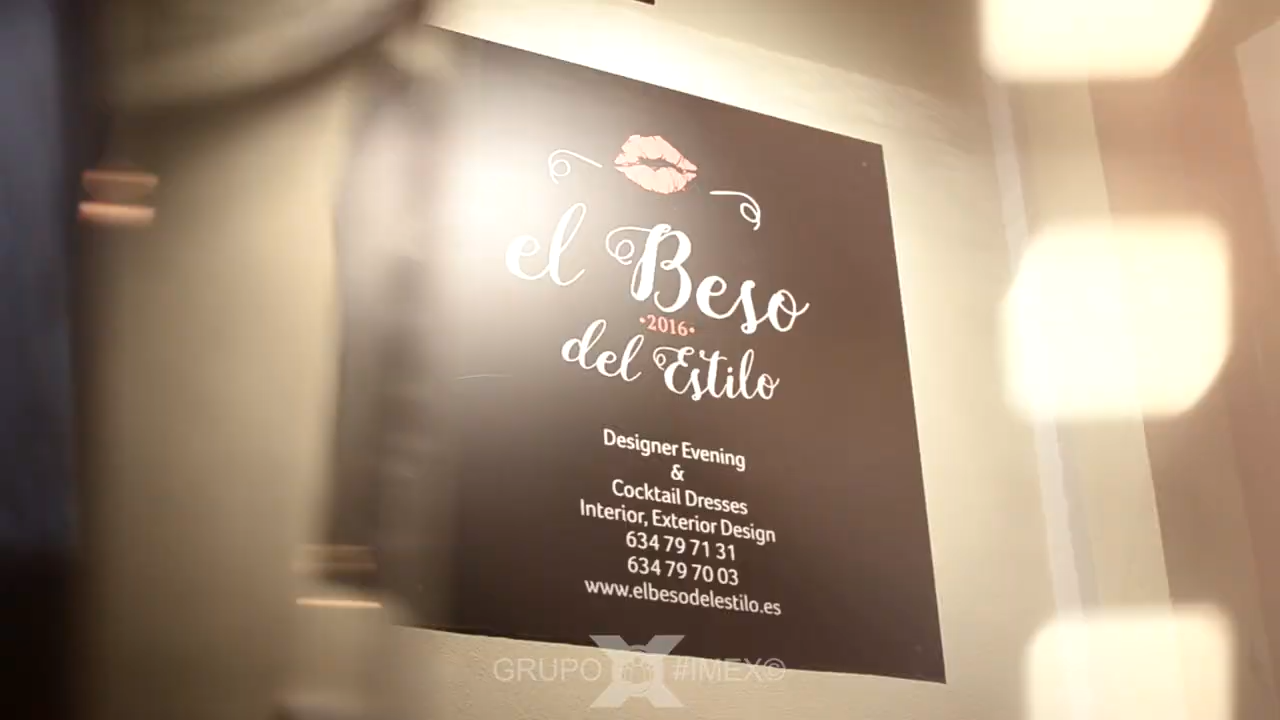 el Beso
•2016•
del Estilo
Designer Evening
&
Cocktail Dresses
Interior, Exterior Design
634 79 71 31
634 79 70 03
www.elbesodelestilo.es
GRUPO X #IMEX©